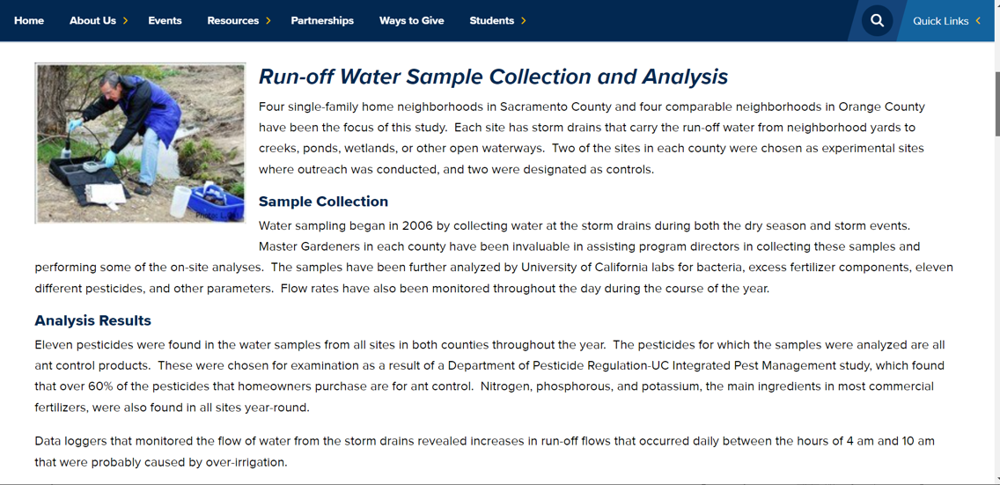 Home About Us Events Resources Partnerships Ways to Give Students Quick Links
Run-off Water Sample Collection and Analysis
Four single-family home neighborhoods in Sacramento County and four comparable neighborhoods in Orange County
have been the focus of this study. Each site has storm drains that carry the run-off water from neighborhood yards to
creeks, ponds, wetlands, or other open waterways. Two of the sites in each county were chosen as experimental sites
where outreach was conducted, and two were designated as controls.
Photo: L.
Sample Collection
Water sampling began in 2006 by collecting water at the storm drains during both the dry season and storm events.
Master Gardeners in each county have been invaluable in assisting program directors in collecting these samples and
performing some of the on-site analyses. The samples have been further analyzed by University of California labs for bacteria, excess fertilizer components, eleven
different pesticides, and other parameters. Flow rates have also been monitored throughout the day during the course of the year.
Analysis Results
Eleven pesticides were found in the water samples from all sites in both counties throughout the year. The pesticides for which the samples were analyzed are all
ant control products. These were chosen for examination as a result of a Department of Pesticide Regulation-UC Integrated Pest Management study, which found
that over 60% of the pesticides that homeowners purchase are for ant control. Nitrogen, phosphorous, and potassium, the main ingredients in most commercial
fertilizers, were also found in all sites year-round.
Data loggers that monitored the flow of water from the storm drains revealed increases in run-off flows that occurred daily between the hours of 4 am and 10 am
that were probably caused by over-irrigation.